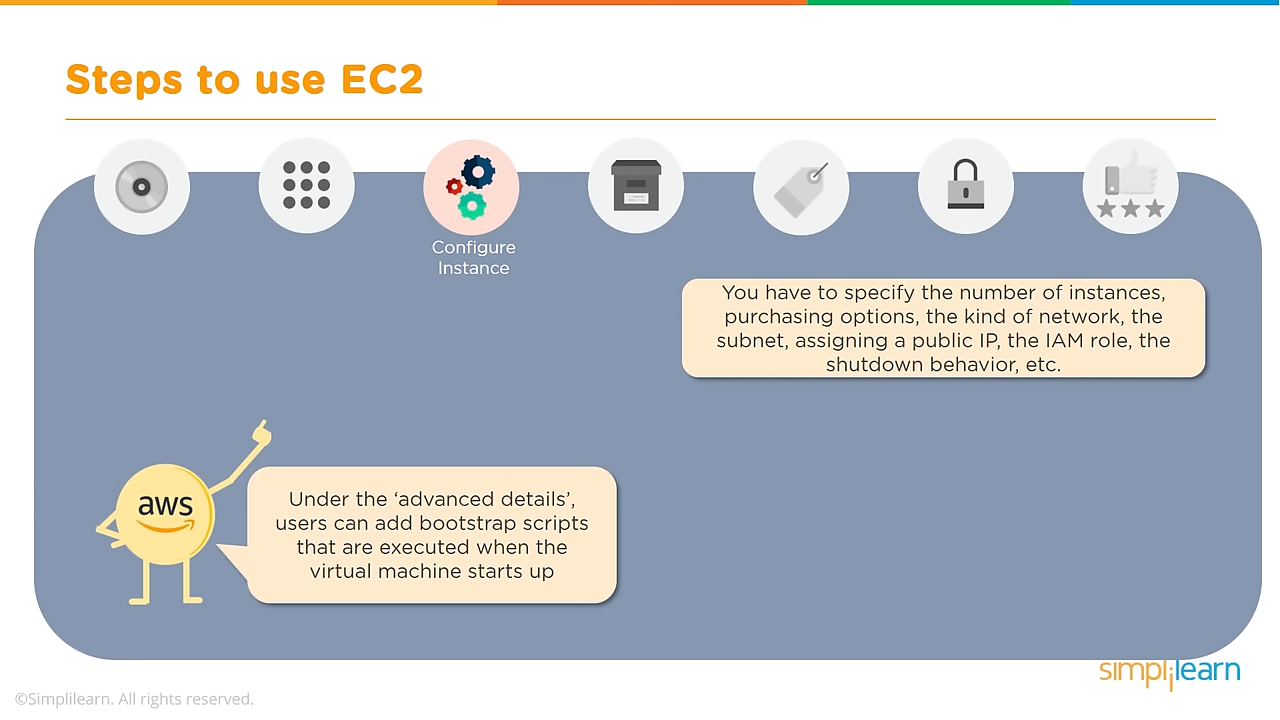 Steps to use EC2
Configure
Instance
You have to specify the number of instances,
purchasing options, the kind of network, the
subnet, assigning a public IP, the IAM role, the
shutdown behavior, etc.
aws
Under the ‘advanced details’,
users can add bootstrap scripts
that are executed when the
virtual machine starts up
simplilearn
©Simplilearn. All rights reserved.